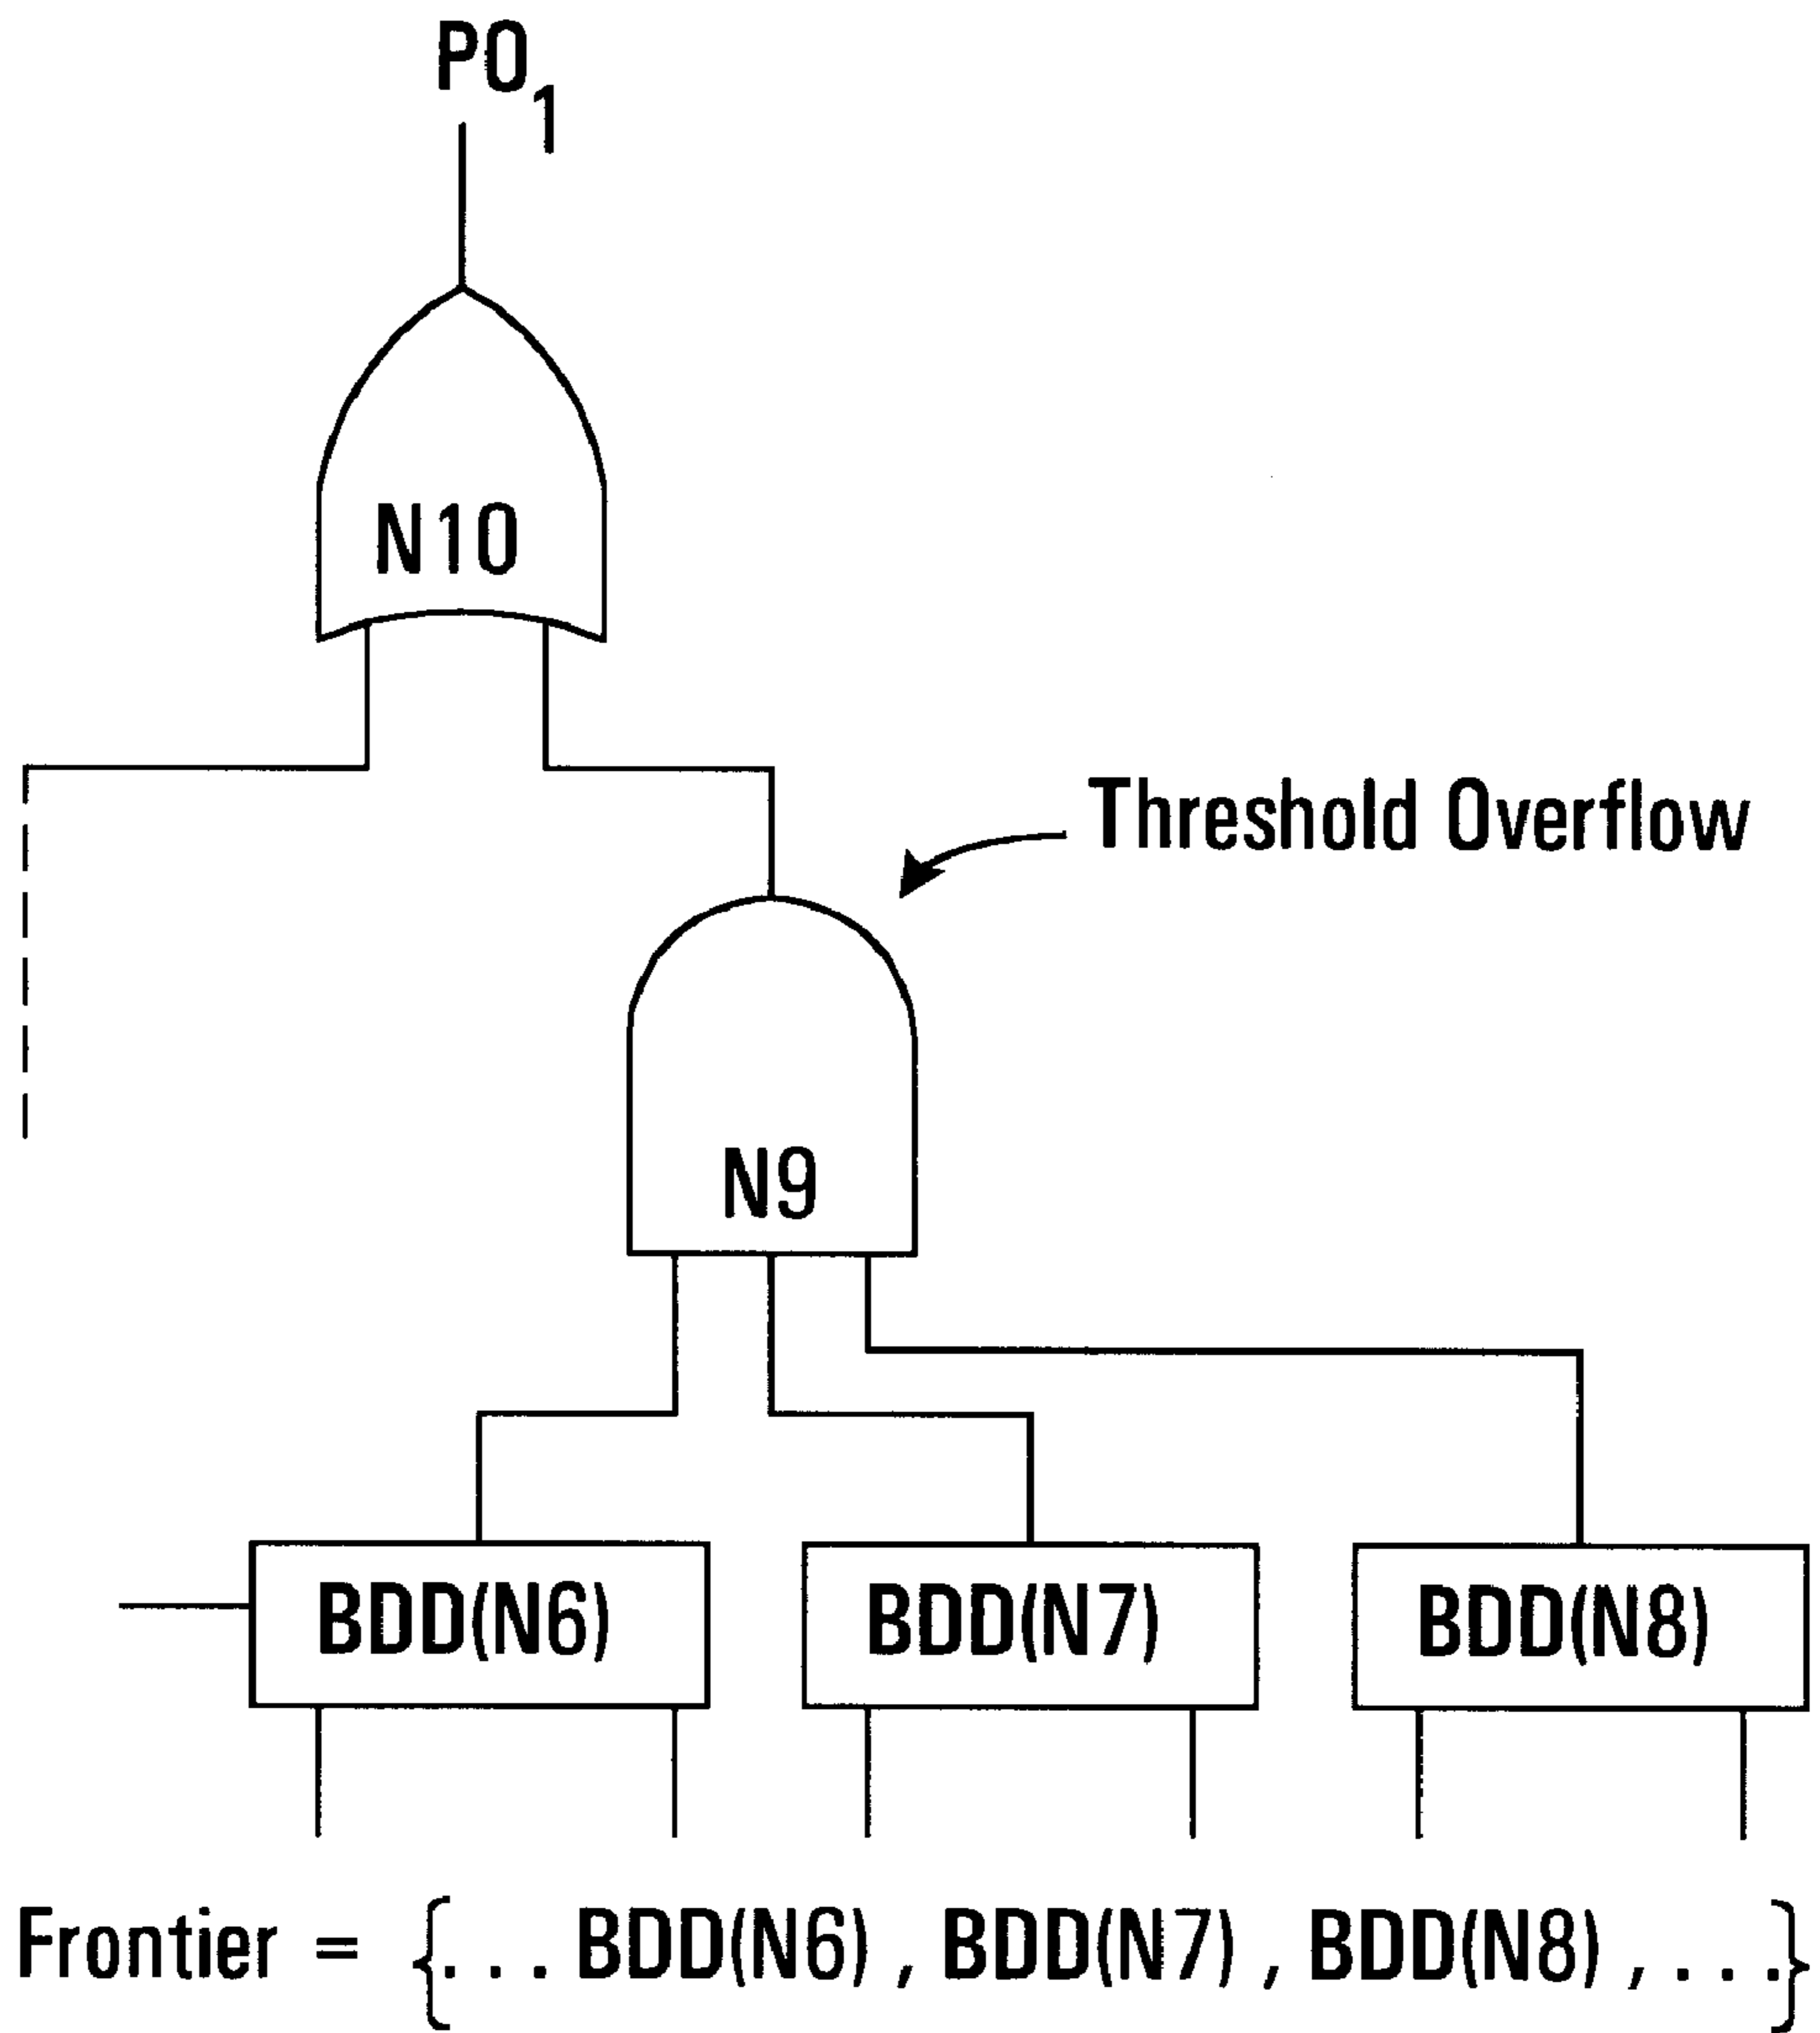 PO1
N10
Threshold Overflow
N9
BDD(N6) BDD(N7) BDD(N8)
Frontier = {. . . BDD(N6) , BDD(N7) , BDD(N8) , . . .}